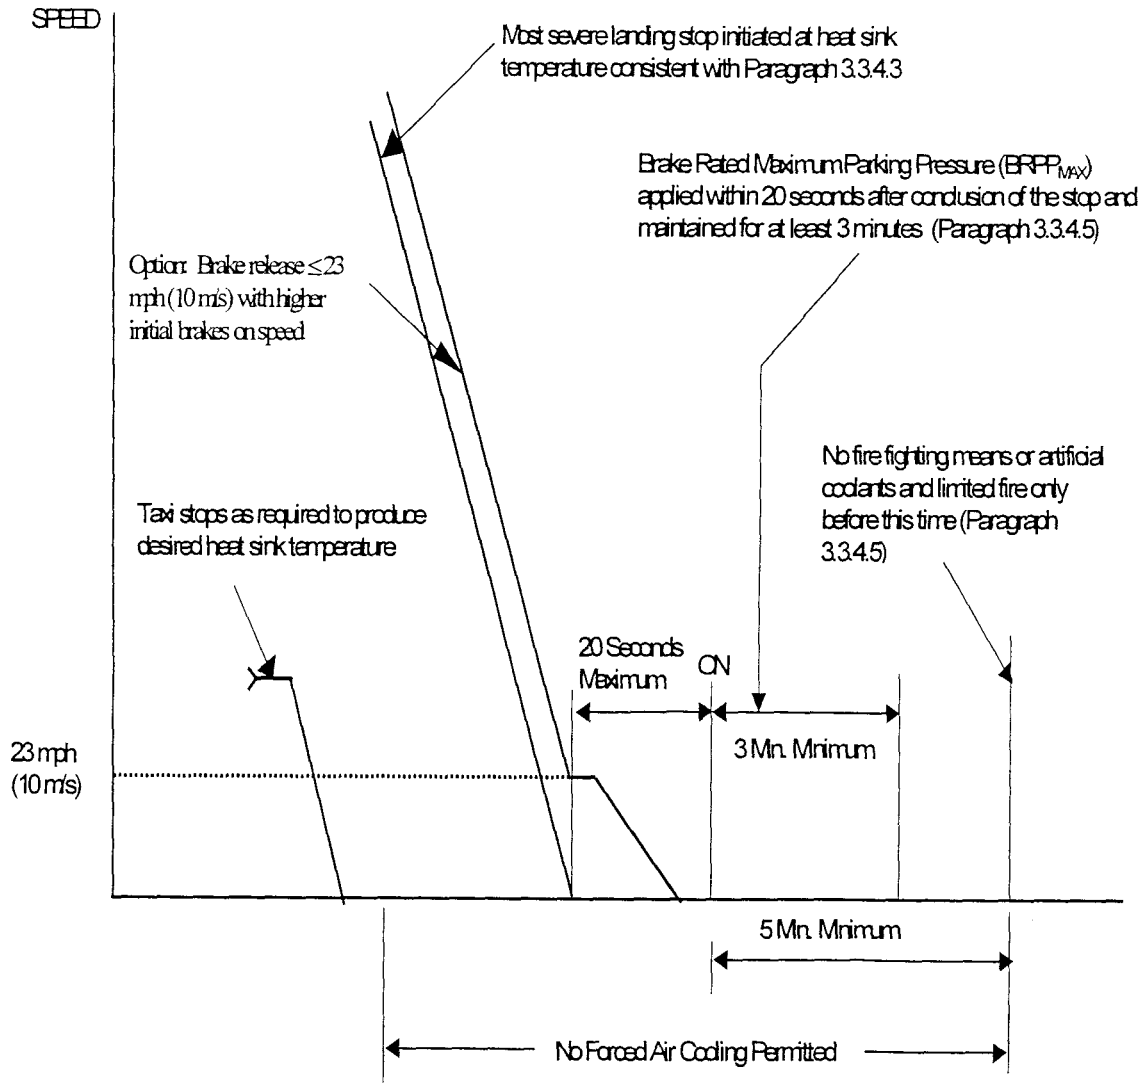 SPEED
Most severe landing stop initiated at heat sink
temperature consistent with Paragraph 3.3.4.3
Brake Rated Maximum Parking Pressure (BRPP_MAX)
applied within 20 seconds after conclusion of the stop and
maintained for at least 3 minutes (Paragraph 3.3.4.5)
Option: Brake release ≤23
mph (10 m/s) with higher
initial brakes on speed
No fire fighting means or artificial
coolants and limited fire only
before this time (Paragraph
3.3.4.5)
Taxi stops as required to produce
desired heat sink temperature
20 Seconds
Maximum
ON
3 Min. Minimum
23 mph
(10 m/s)
5 Min. Minimum
No Forced Air Cooling Permitted